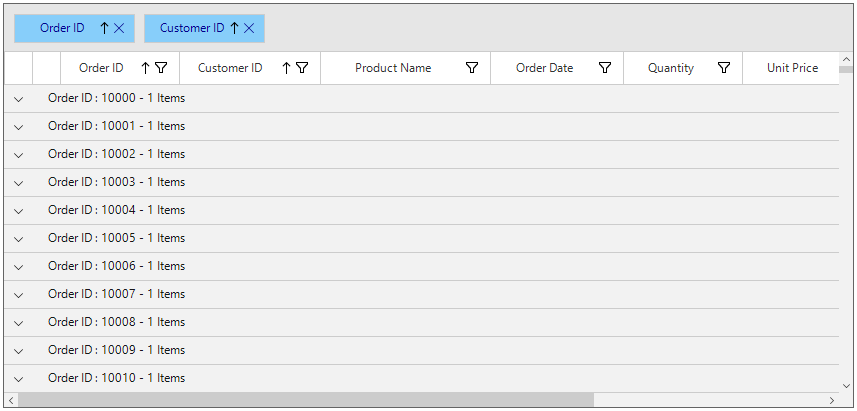 Order ID Customer ID
Order ID Customer ID Product Name Order Date Quantity Unit Price
Order ID : 10000 - 1 Items
Order ID : 10001 - 1 Items
Order ID : 10002 - 1 Items
Order ID : 10003 - 1 Items
Order ID : 10004 - 1 Items
Order ID : 10005 - 1 Items
Order ID : 10006 - 1 Items
Order ID : 10007 - 1 Items
Order ID : 10008 - 1 Items
Order ID : 10009 - 1 Items
Order ID : 10010 - 1 Items